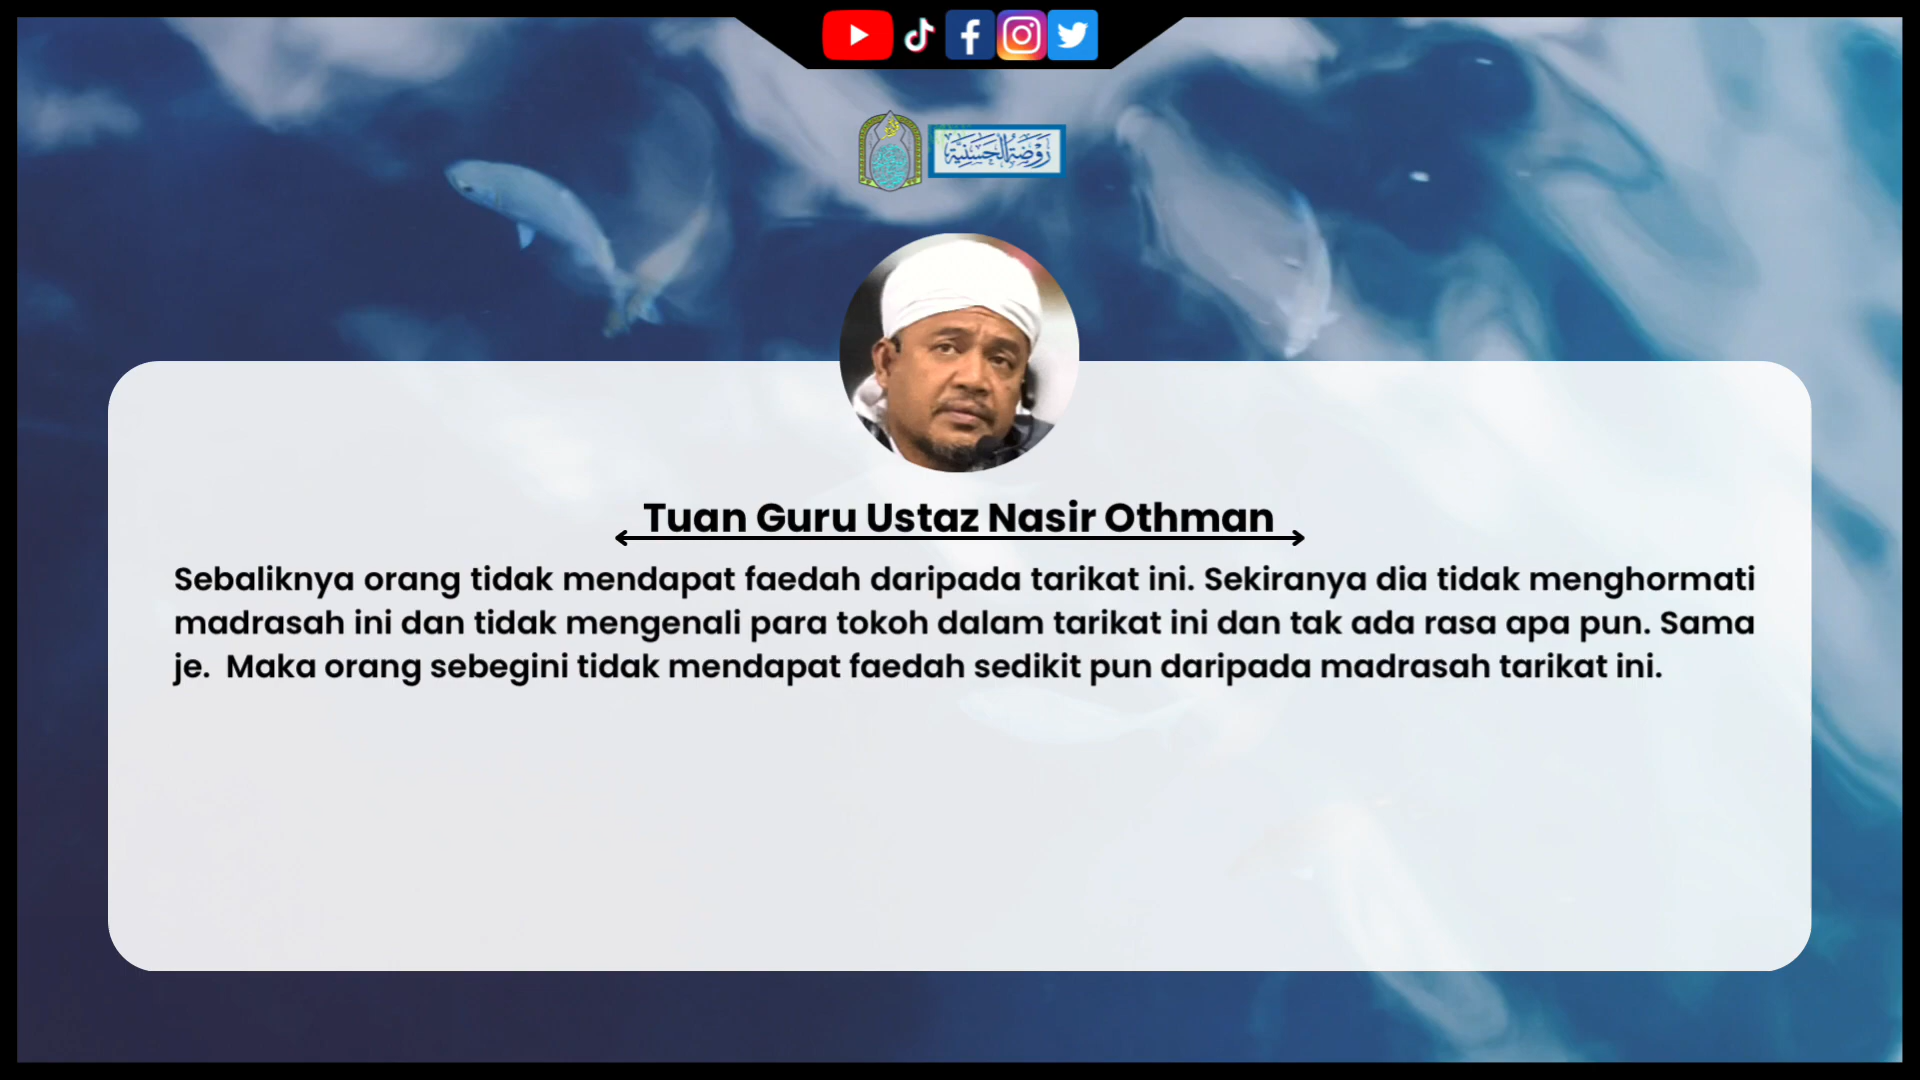 روضة الحسنية
Tuan Guru Ustaz Nasir Othman
Sebaliknya orang tidak mendapat faedah daripada tarikat ini. Sekiranya dia tidak menghormati
madrasah ini dan tidak mengenali para tokoh dalam tarikat ini dan tak ada rasa apa pun. Sama
je.  Maka orang sebegini tidak mendapat faedah sedikit pun daripada madrasah tarikat ini.